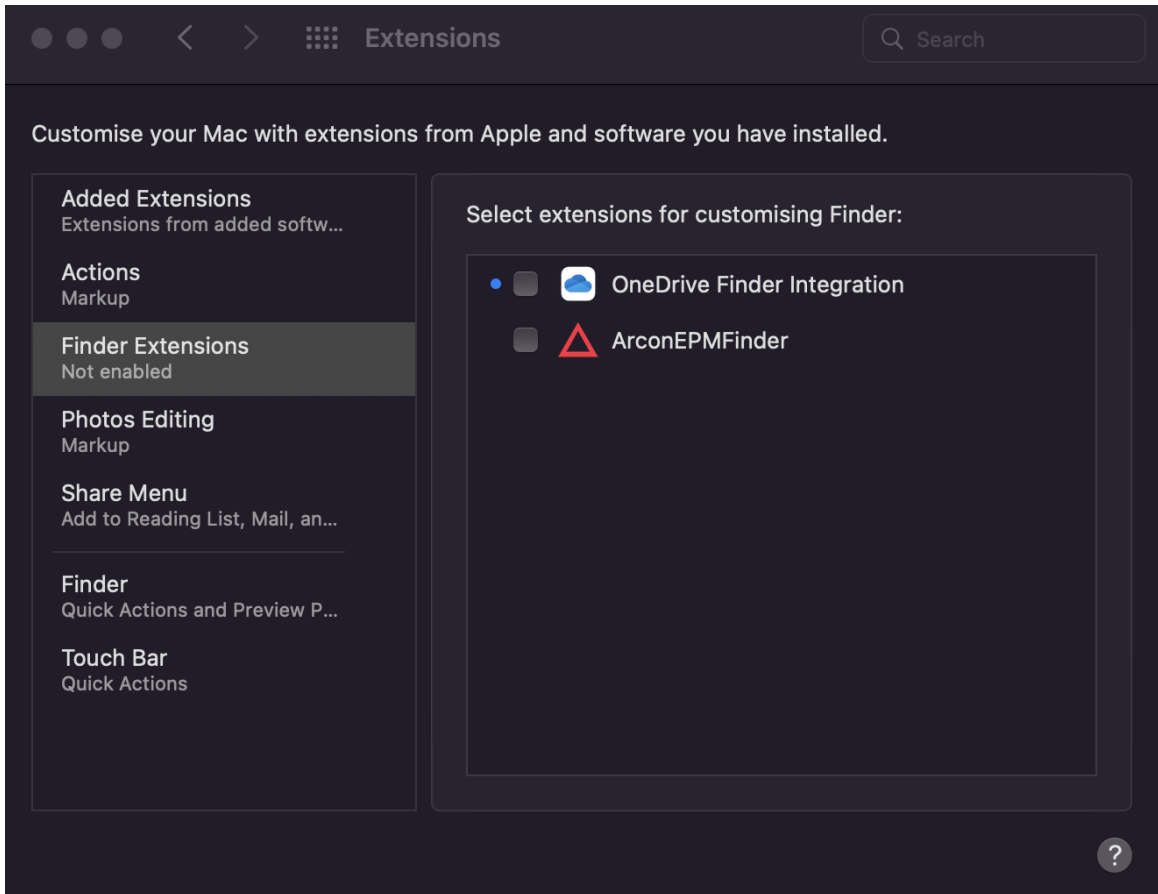 Extensions
Search
Customise your Mac with extensions from Apple and software you have installed.
Added Extensions
Extensions from added softw...
Actions
Markup
Finder Extensions
Not enabled
Photos Editing
Markup
Share Menu
Add to Reading List, Mail, an...
Finder
Quick Actions and Preview P...
Touch Bar
Quick Actions
Select extensions for customising Finder:
OneDrive Finder Integration
ArconEPMFinder
?